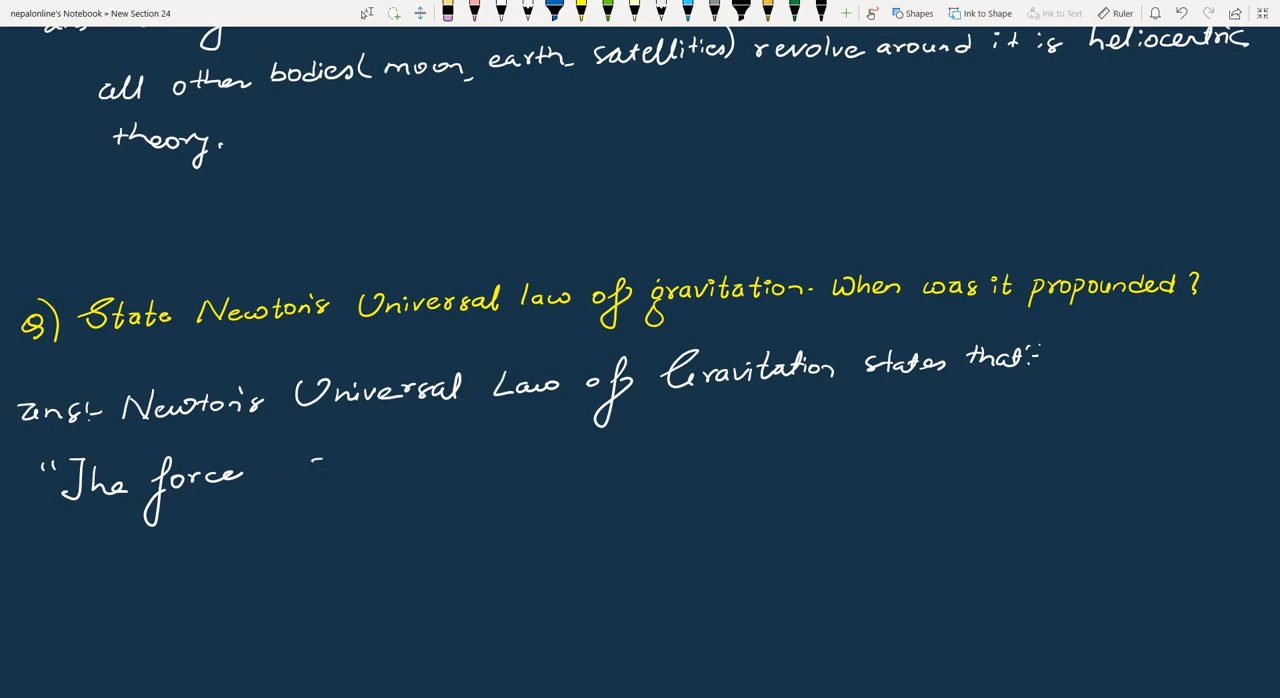 nepalonline's Notebook » New Section 24
Shapes Ink to Shape Ink to Text Ruler
all other bodies( moon, earth satellities) revolve around it is heliocentric
theory.
Q) State Newton's Universal law of gravitation. When was it propounded?
ans:- Newton's Universal Law of Gravitation states that:-
"The force